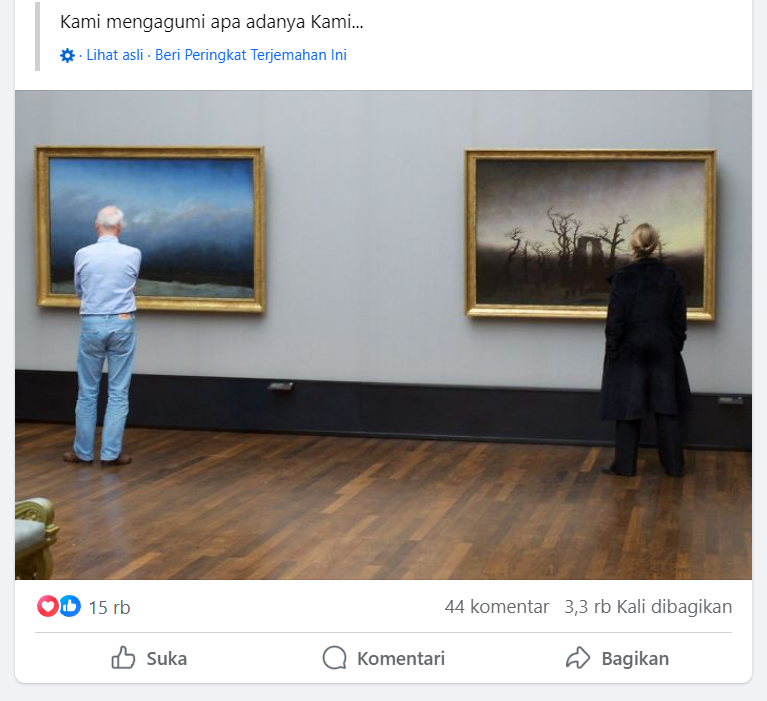 Kami mengagumi apa adanya Kami...
· Lihat asli · Beri Peringkat Terjemahan Ini
15 rb
44 komentar 3,3 rb Kali dibagikan
Suka
Komentari
Bagikan